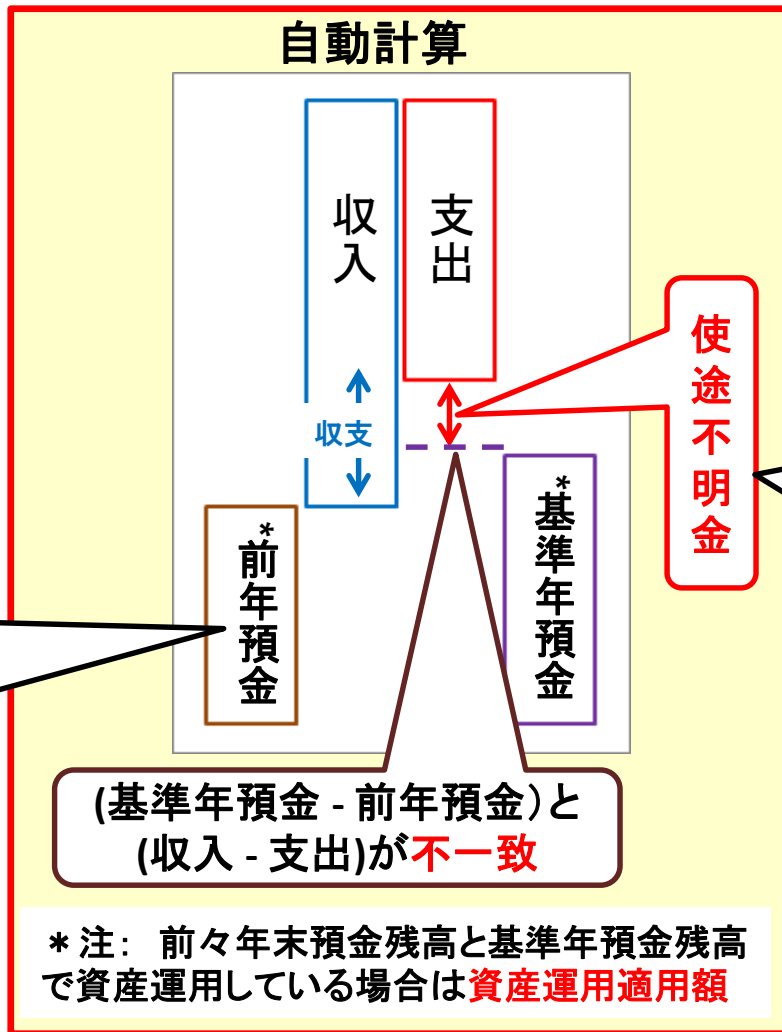 自動計算
収入
支出
収支
使途不明金
*前年預金
*基準年預金
(基準年預金 - 前年預金）と
(収入 - 支出)が不一致
＊注： 前々年末預金残高と基準年預金残高
で資産運用している場合は資産運用適用額